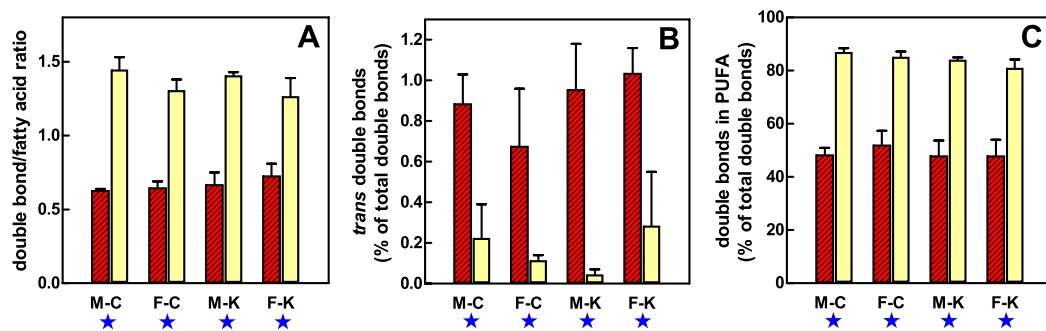 A
double bond/fatty acid ratio
1.5
1.0
0.5
0.0
M-C F-C M-K F-K
B
trans double bonds
(% of total double bonds)
1.2
1.0
0.8
0.6
0.4
0.2
0.0
M-C F-C M-K F-K
C
double bonds in PUFA
(% of total double bonds)
100
80
60
40
20
0
M-C F-C M-K F-K